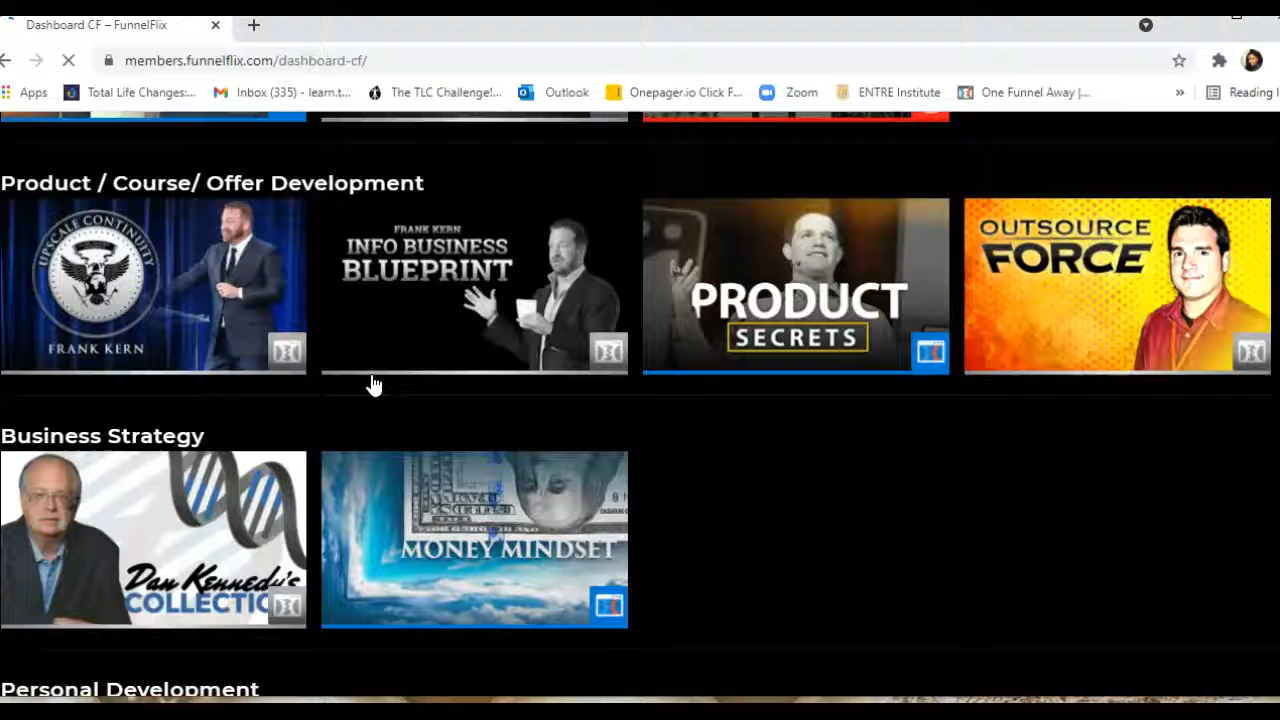 Dashboard CF – FunnelFlix
members.funnelflix.com/dashboard-cf/
Apps
Total Life Changes:...
Inbox (335) - learn.t...
The TLC Challenge!...
Outlook
Onepager.io Click F...
Zoom
ENTRE Institute
One Funnel Away |...
»
Reading l
Product / Course/ Offer Development
UPSCALE CONTINUITY
FRANK KERN
FRANK KERN
INFO BUSINESS
BLUEPRINT
PRODUCT
SECRETS
OUTSOURCE
FORCE
Business Strategy
Dan Kennedy's
COLLECTIO
MONEY MINDSET
Personal Development